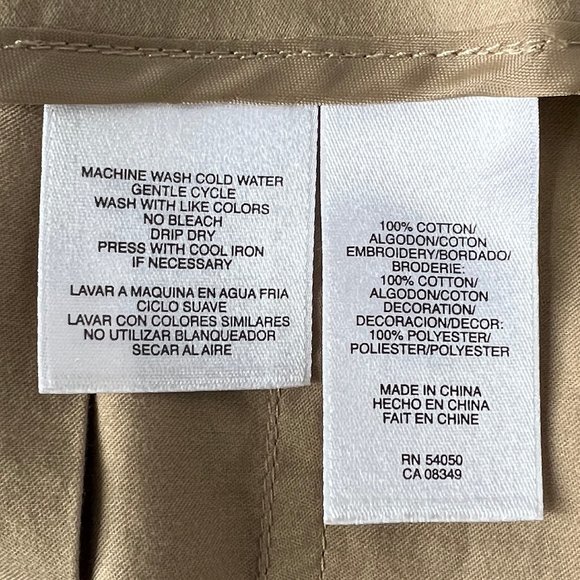 MACHINE WASH COLD WATER
GENTLE CYCLE
WASH WITH LIKE COLORS
NO BLEACH
DRIP DRY
PRESS WITH COOL IRON
IF NECESSARY
LAVAR A MAQUINA EN AGUA FRIA
CICLO SUAVE
LAVAR CON COLORES SIMILARES
NO UTILIZAR BLANQUEADOR
SECAR AL AIRE
100% COTTON/
ALGODON/COTON
EMBROIDERY/BORDADO/
BRODERIE:
100% COTTON/
ALGODON/COTON
DECORATION/
DECORACION/DECOR:
100% POLYESTER/
POLIESTER/POLYESTER
MADE IN CHINA
HECHO EN CHINA
FAIT EN CHINE
RN 54050
CA 08349